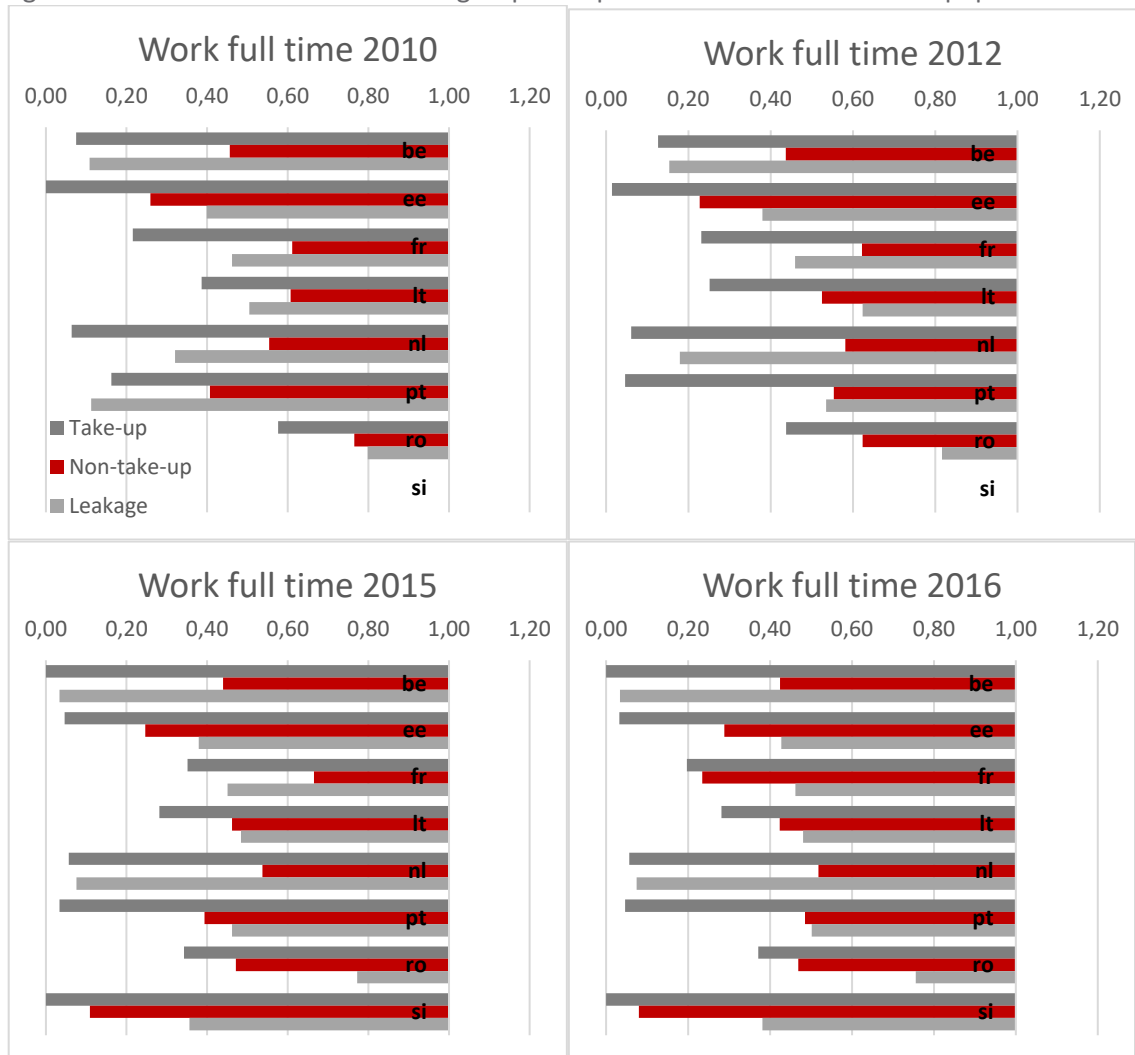 Work full time 2010
0,00 0,20 0,40 0,60 0,80 1,00 1,20
be
ee
fr
lt
nl
pt
ro
si
Take-up
Non-take-up
Leakage
Work full time 2012
0,00 0,20 0,40 0,60 0,80 1,00 1,20
be
ee
fr
lt
nl
pt
ro
si
Work full time 2015
0,00 0,20 0,40 0,60 0,80 1,00 1,20
be
ee
fr
lt
nl
pt
ro
si
Work full time 2016
0,00 0,20 0,40 0,60 0,80 1,00 1,20
be
ee
fr
lt
nl
pt
ro
si